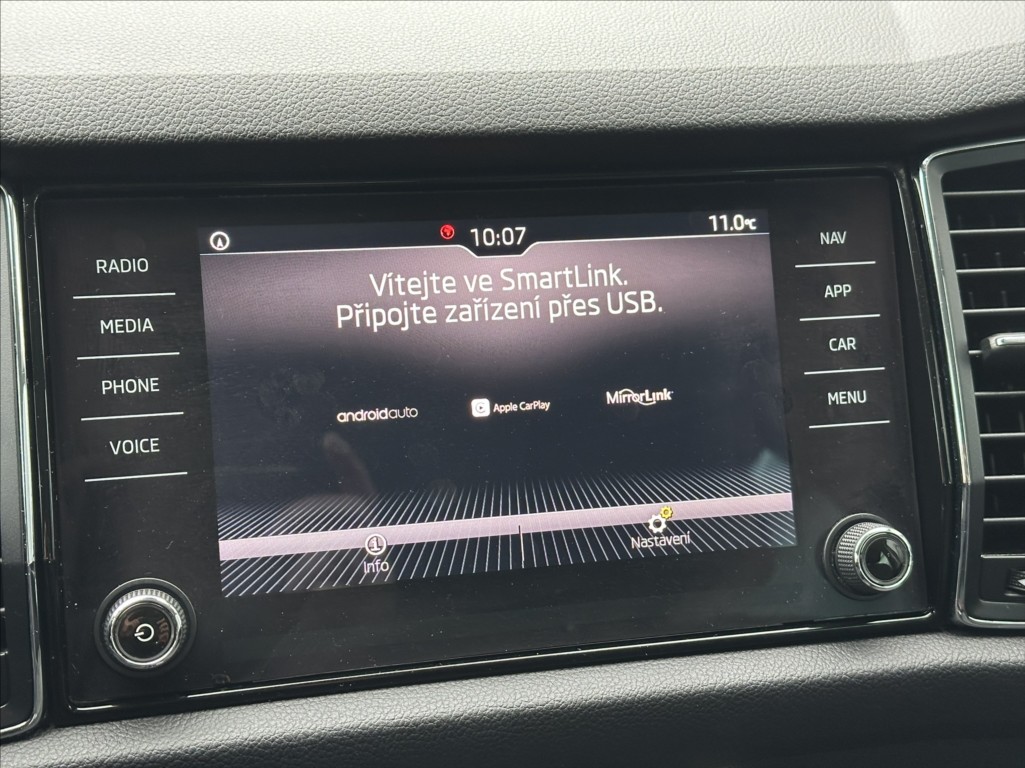 10:07
11.0°C
RADIO
MEDIA
PHONE
VOICE
Vítejte ve SmartLink.
Připojte zařízení přes USB.
androidauto
Apple CarPlay
MirrorLink
Info
Nastavení
NAV
APP
CAR
MENU